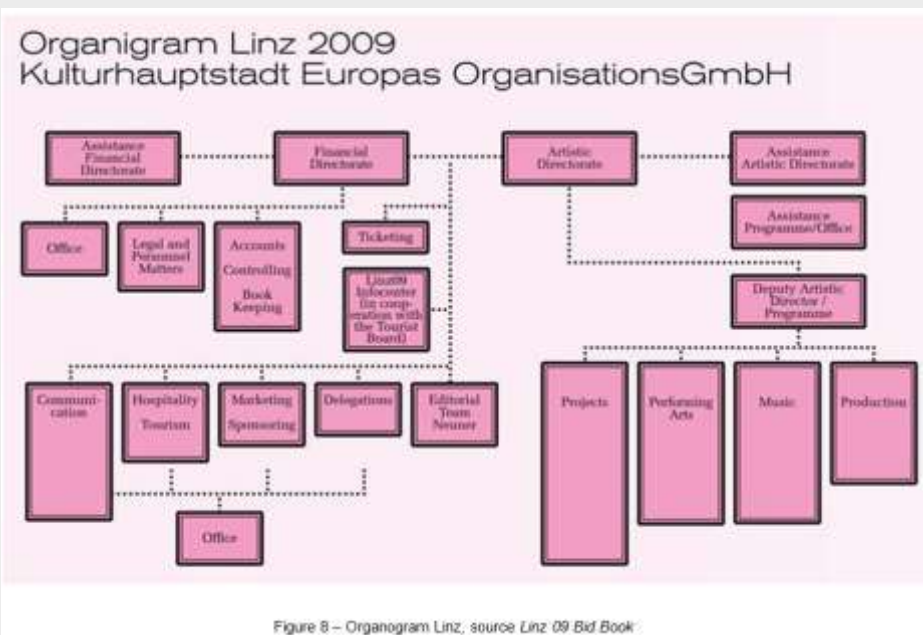 Organigram Linz 2009
Kulturhauptstadt Europas OrganisationsGmbH
Assistance
Financial
Directorate
Financial
Directorate
Artistic
Directorate
Assistance
Artistic Directorate
Assistance
Programme/Office
Office
Legal and
Personnel
Matters
Accounts
Controlling
Book
Keeping
Ticketing
Linz09
Infocenter
(in coop-
eration with
the Tourist
Board)
Deputy Artistic
Director /
Programme
Communi-
cation
Hospitality
Tourism
Marketing
Sponsoring
Delegations
Editorial
Team
Neuner
Projects
Performing
Arts
Music
Production
Office
Figure 8 – Organogram Linz, source Linz 09 Bid Book